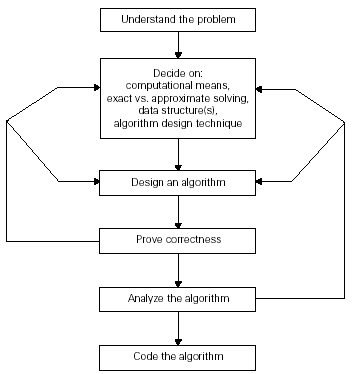 Understand the problem
Decide on:
computational means,
exact vs. approximate solving,
data structure(s),
algorithm design technique
Design an algorithm
Prove correctness
Analyze the algorithm
Code the algorithm